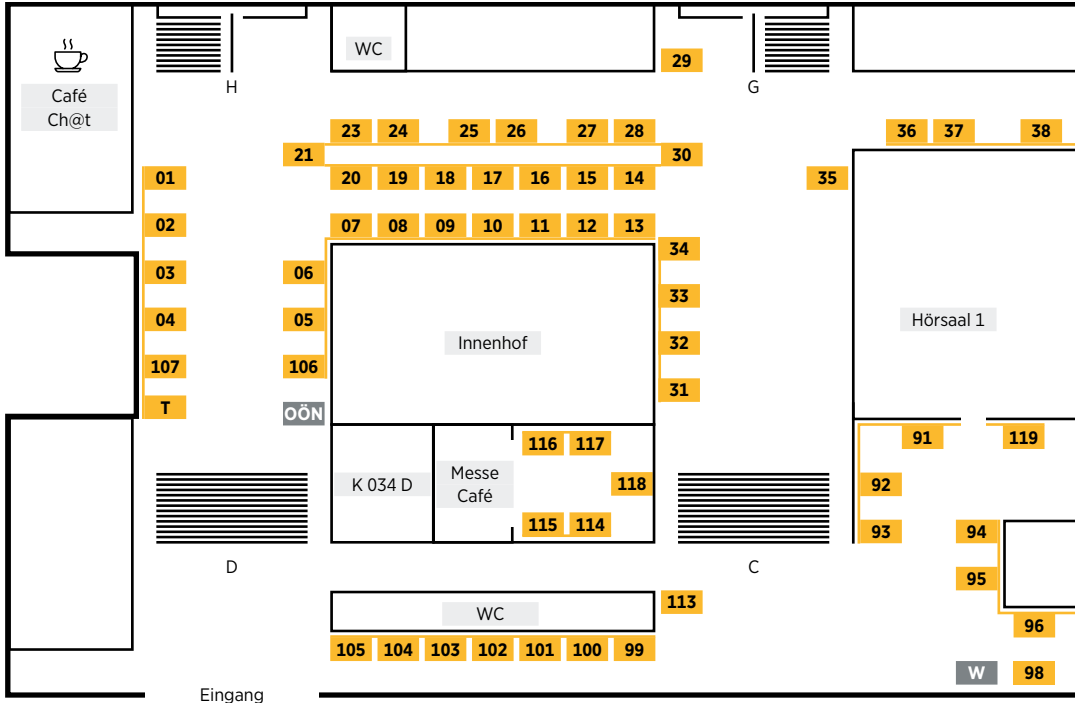 WC
29
Café
Ch@t
H
G
23 24 25 26 27 28
36 37 38
21
30
01
20 19 18 17 16 15 14
35
02
07 08 09 10 11 12 13
34
03
06
33
04
05
Hörsaal 1
Innenhof
32
107
106
31
T
OÖN
116 117
91
119
K 034 D
Messe
Café
118
92
115 114
93
94
D
C
95
113
WC
96
105 104 103 102 101 100 99
W
98
Eingang